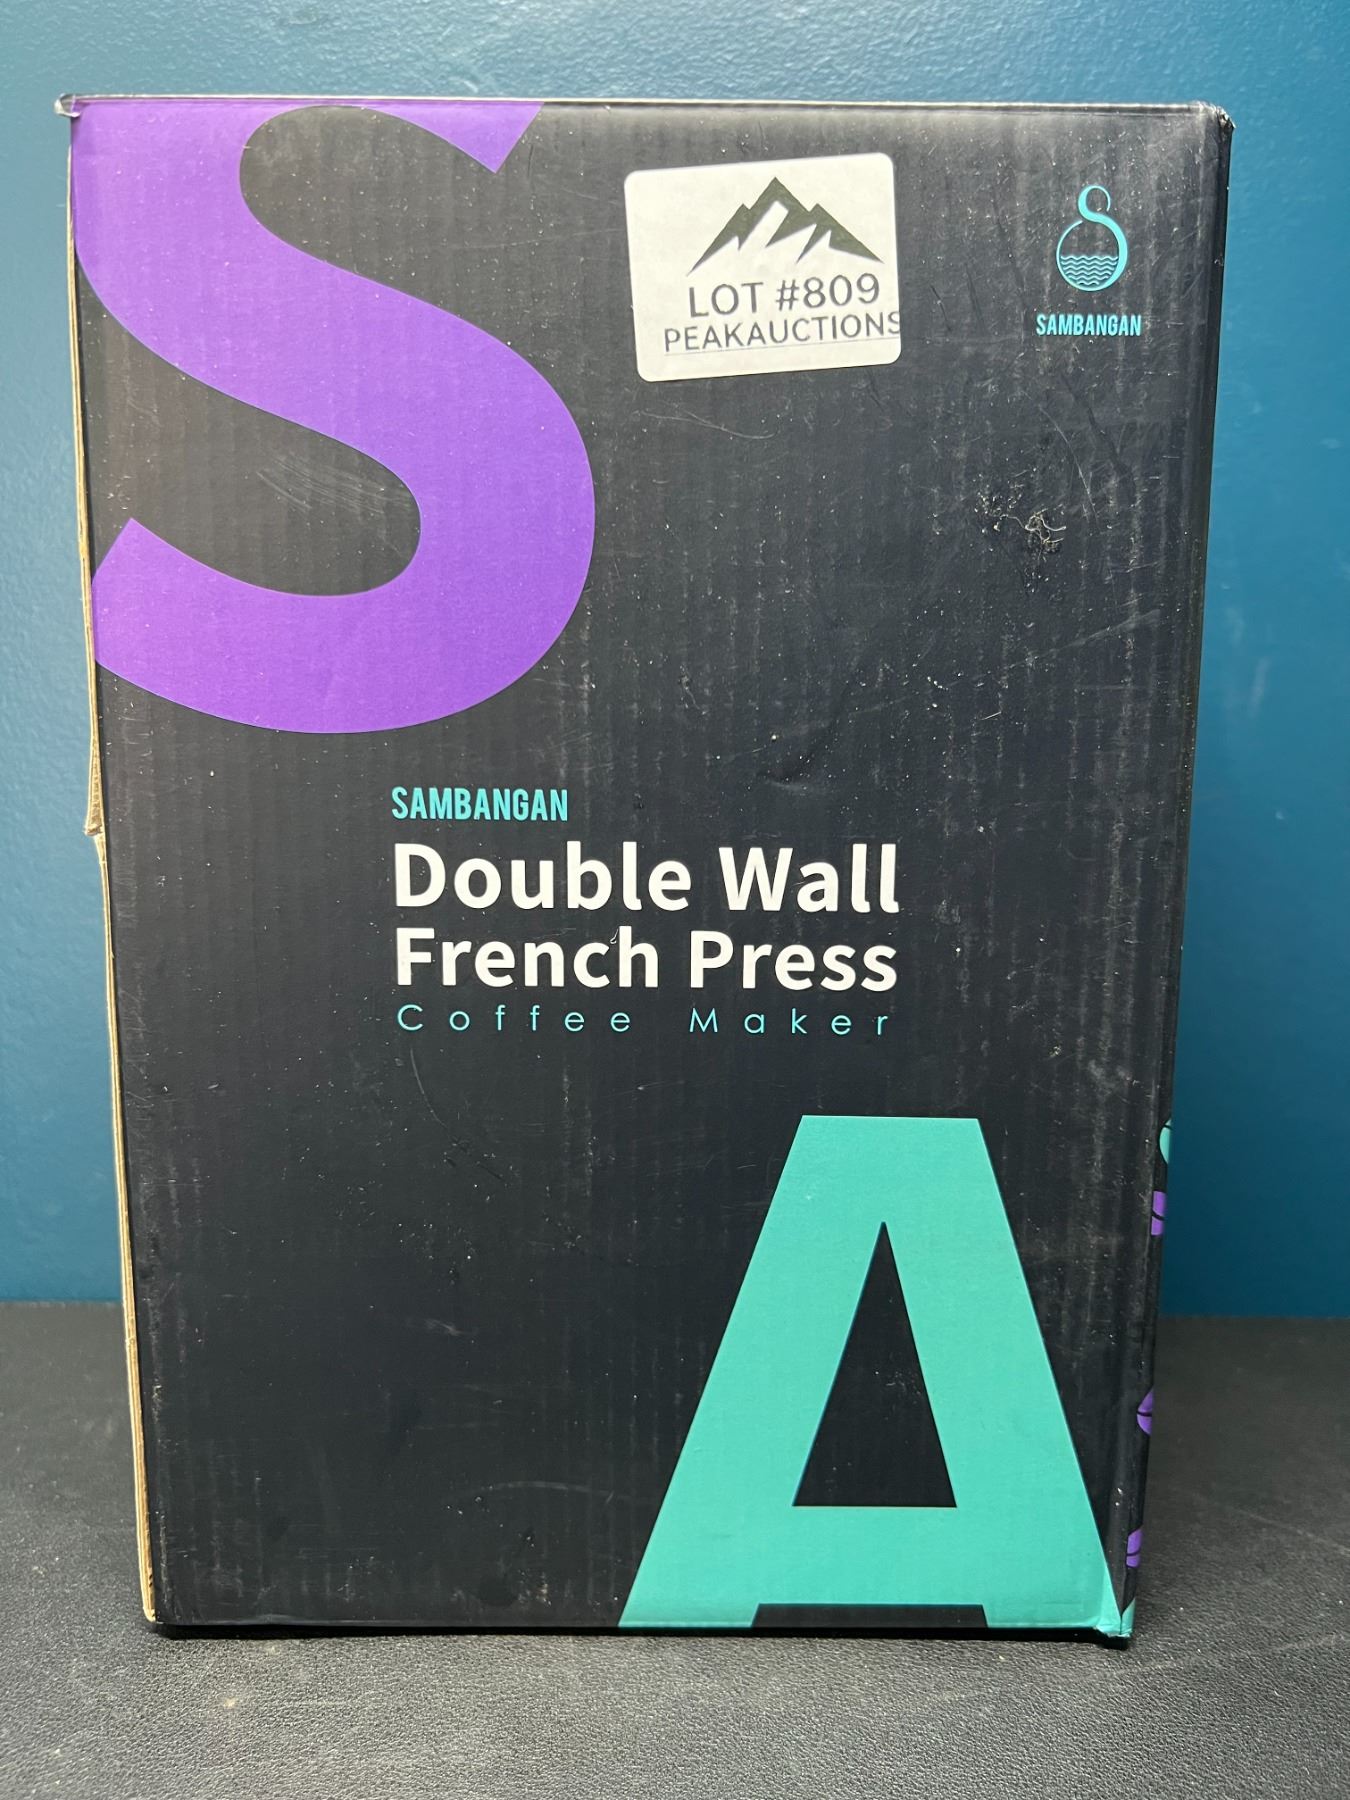 S
LOT #809
PEAKAUCTIONS
SAMBANGAN
SAMBANGAN
Double Wall
French Press
Coffee Maker
A